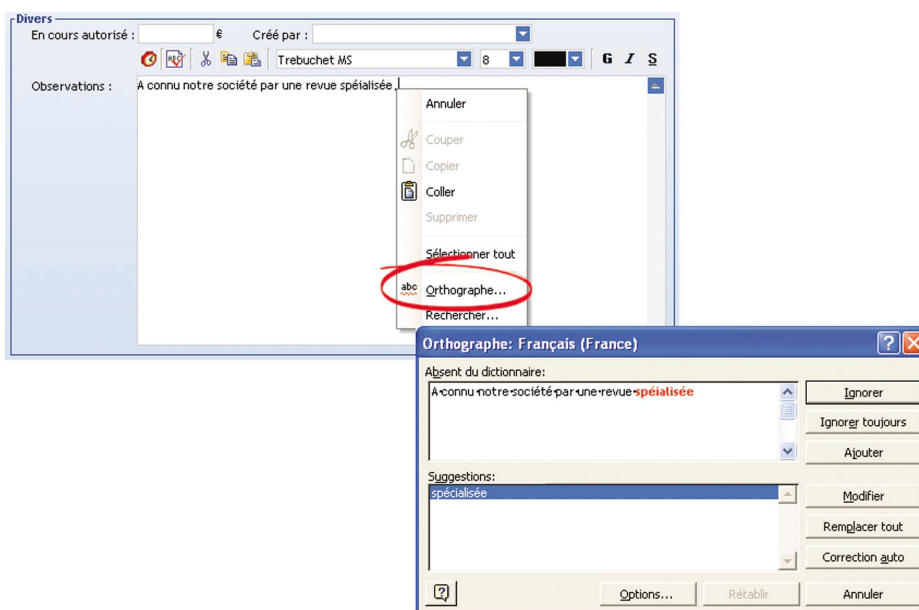 Divers
En cours autorisé : € Créé par :
ABC Trebuchet MS 8 G I S
Observations : A connu notre société par une revue spéialisée
Annuler
Couper
Copier
Coller
Supprimer
Sélectionner tout
abc Orthographe...
Rechercher...
Orthographe: Français (France)
Absent du dictionnaire:
A·connu·notre·société·par·une·revue·spéialisée
Ignorer
Ignorer toujours
Ajouter
Suggestions:
spécialisée
Modifier
Remplacer tout
Correction auto
Options... Rétablir Annuler